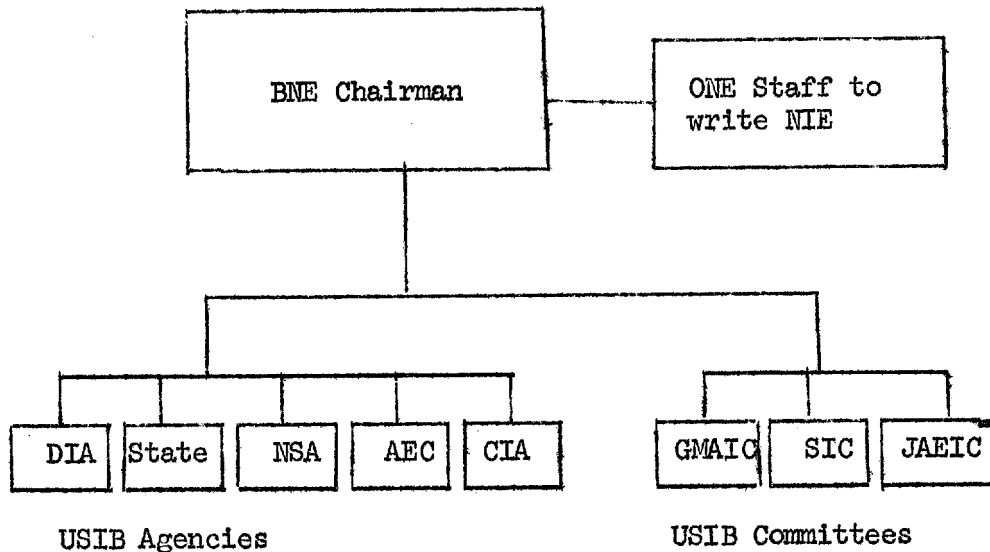 BNE Chairman
ONE Staff to
write NIE
DIA
State
NSA
AEC
CIA
GMAIC
SIC
JAEIC
USIB Agencies
USIB Committees